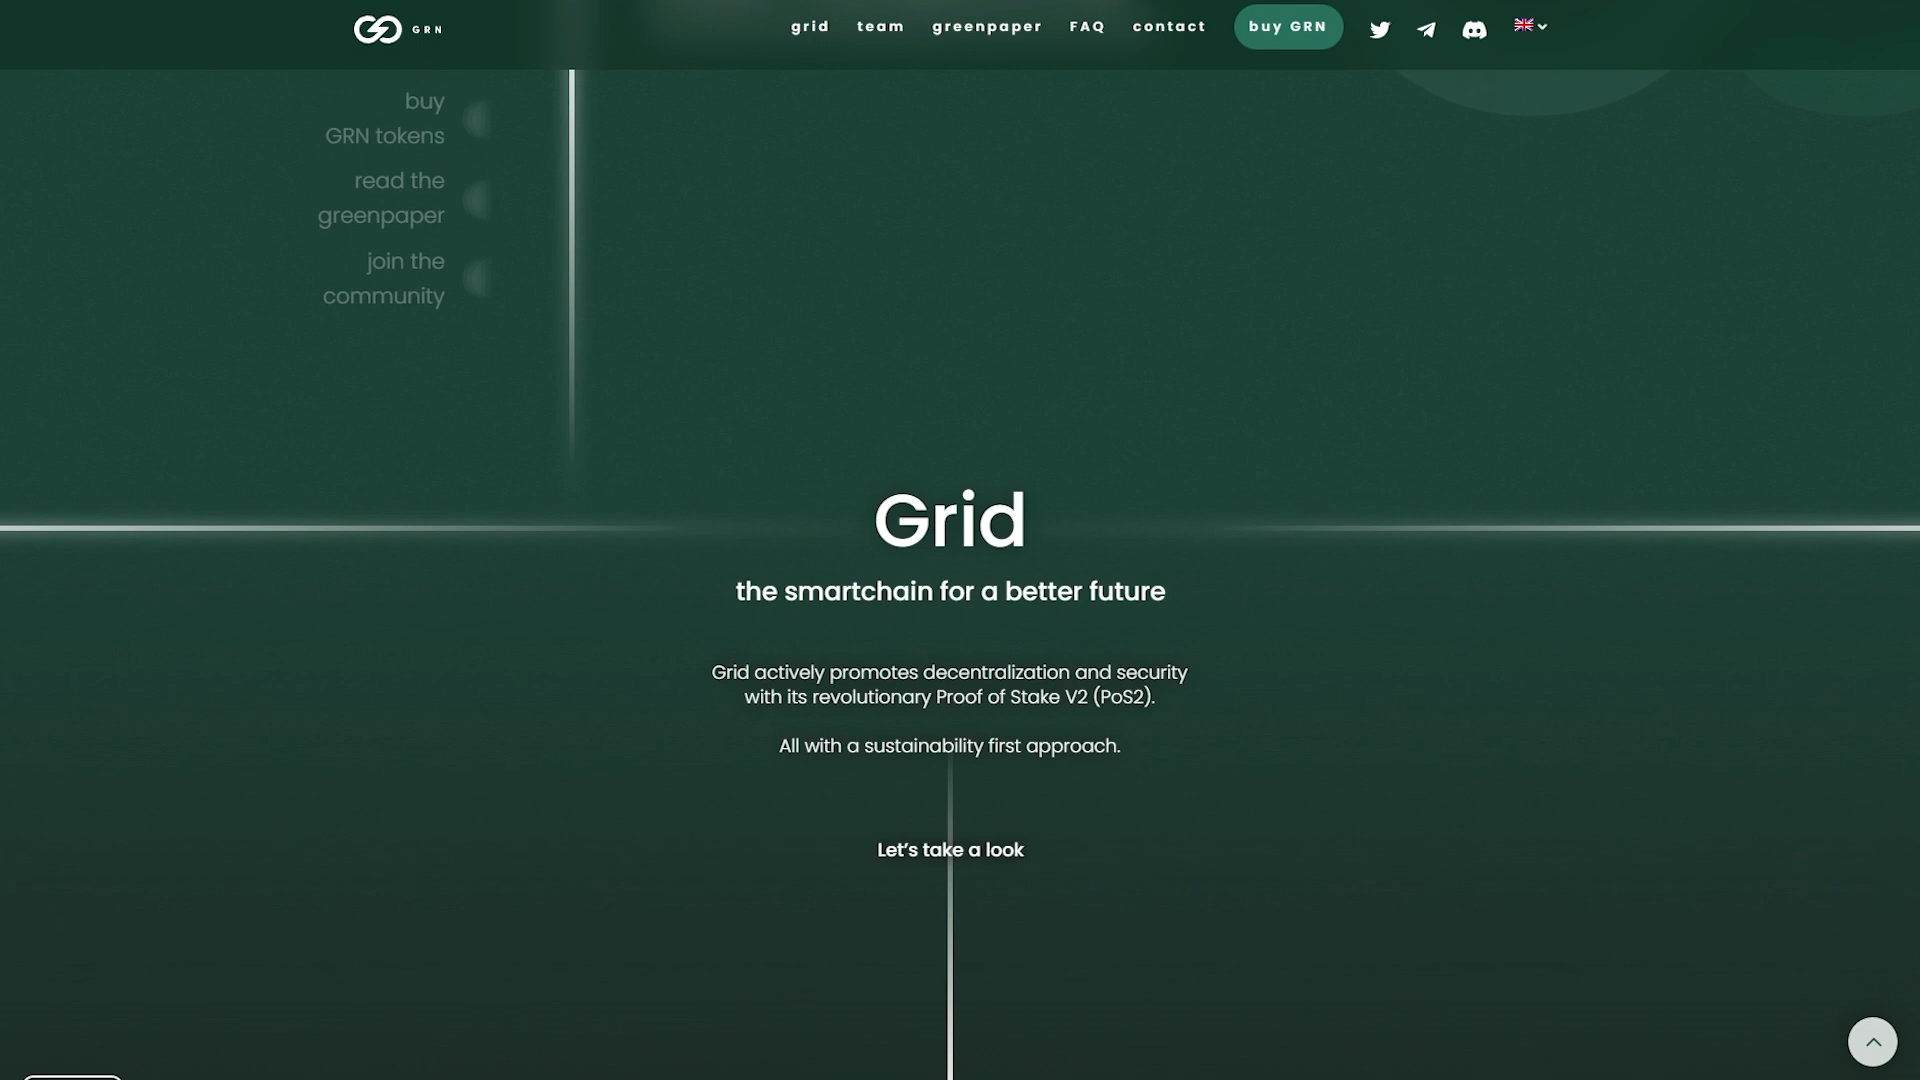 GRN
grid
team
greenpaper
FAQ
contact
buy GRN
buy
GRN tokens
read the
greenpaper
join the
community
Grid
the smartchain for a better future
Grid actively promotes decentralization and security
with its revolutionary Proof of Stake V2 (PoS2).
All with a sustainability first approach.
Let's take a look